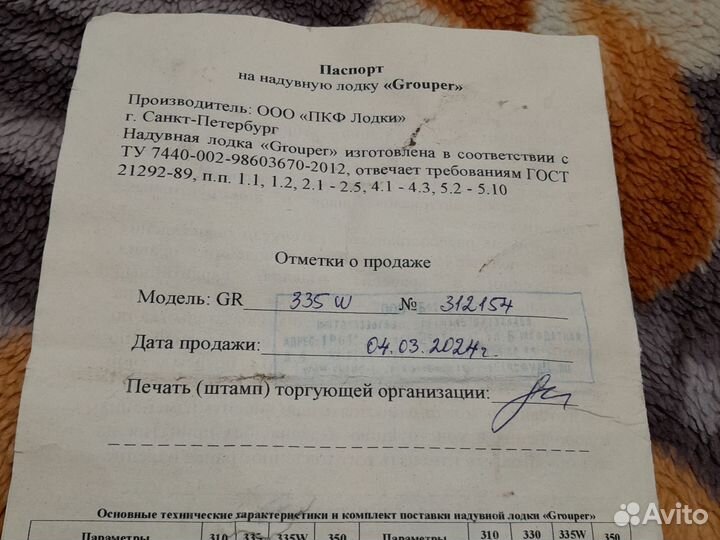 Паспорт
на надувную лодку «Grouper»
Производитель: ООО «ПКФ Лодки»
г. Санкт-Петербург
Надувная лодка «Grouper» изготовлена в соответствии с
ТУ 7440-002-98603670-2012, отвечает требованиям ГОСТ
21292-89, п.п. 1.1, 1.2, 2.1 - 2.5, 4.1 - 4.3, 5.2 - 5.10
Отметки о продаже
Модель: GR 335 W № 312154
Дата продажи: 04.03.2024г.
Печать (штамп) торгующей организации:
Основные технические характеристики и комплект поставки надувной лодки «Grouper»
Параметры 310 335 335W 350 Параметры 310 330 335W 350
Avito